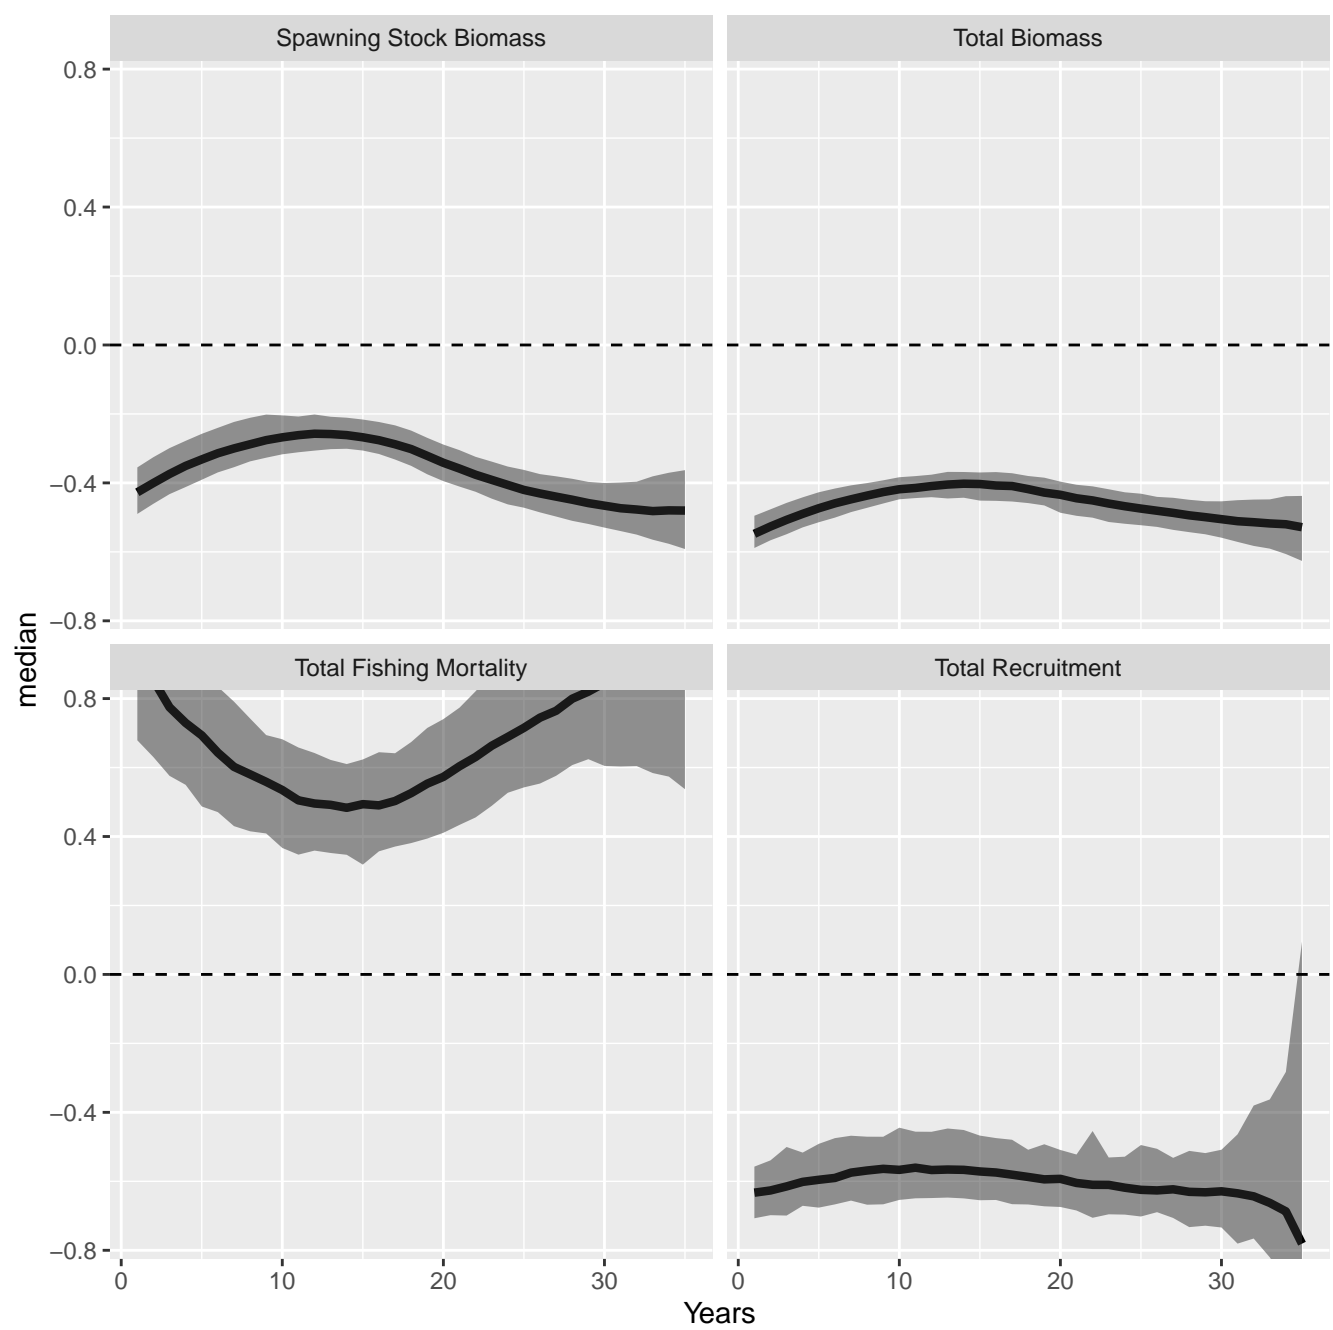 Spawning Stock Biomass
Total Biomass
0.8
0.4
0.0
−0.4
−0.8
Total Fishing Mortality
Total Recruitment
0.8
0.4
0.0
−0.4
−0.8
0 10 20 30
0 10 20 30
Years
median